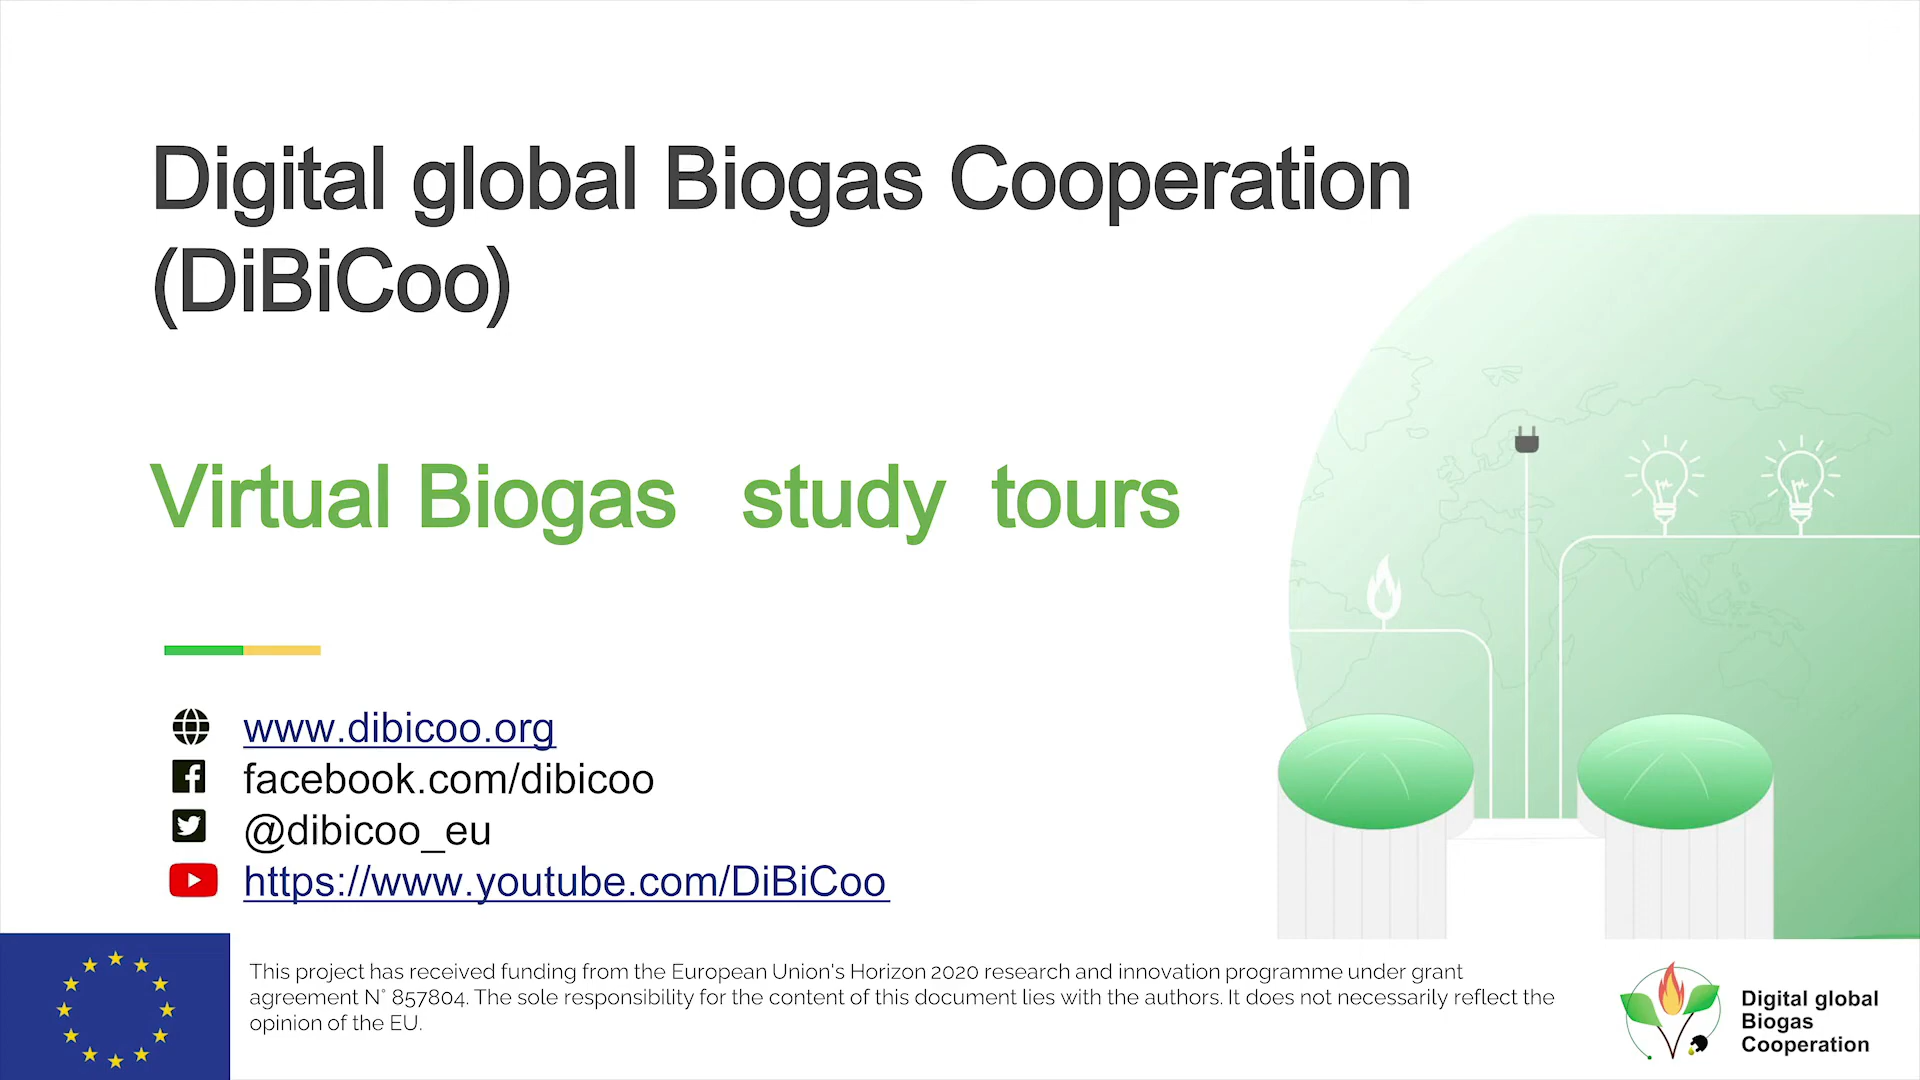 Digital global Biogas Cooperation
(DiBiCoo)
Virtual Biogas study tours
www.dibicoo.org
facebook.com/dibicoo
@dibicoo_eu
https://www.youtube.com/DiBiCoo
This project has received funding from the European Union's Horizon 2020 research and innovation programme under grant
agreement N° 857804. The sole responsibility for the content of this document lies with the authors. It does not necessarily reflect the
opinion of the EU.
Digital global
Biogas
Cooperation